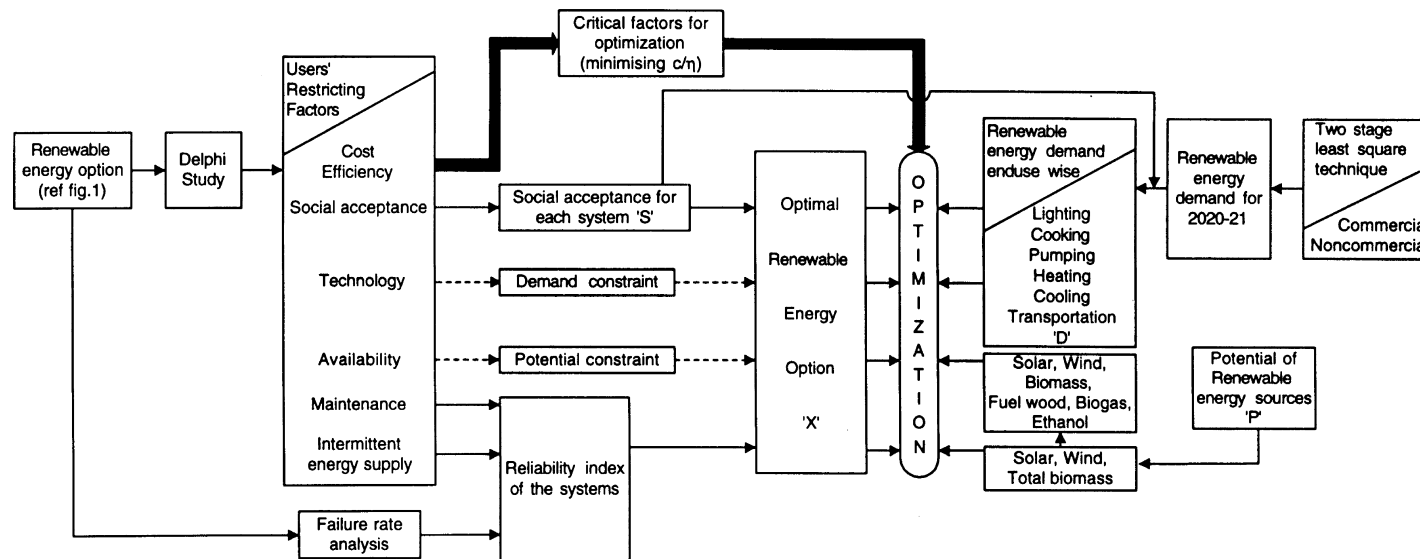 Critical factors for
optimization
(minimising c/η)
Users'
Restricting
Factors
Cost
Efficiency
Social acceptance
Technology
Availability
Maintenance
Intermittent
energy supply
Renewable
energy option
(ref fig.1)
Delphi
Study
Social acceptance for
each system 'S'
Demand constraint
Potential constraint
Reliability index
of the systems
Failure rate
analysis
Optimal
Renewable
Energy
Option
'X'
OPTIMIZATION
Renewable
energy demand
enduse wise
Lighting
Cooking
Pumping
Heating
Cooling
Transportation
'D'
Solar, Wind,
Biomass,
Fuel wood, Biogas,
Ethanol
Solar, Wind,
Total biomass
Renewable
energy
demand for
2020-21
Two stage
least square
technique
Commercia
Noncommercia
Potential of
Renewable
energy sources
'P'